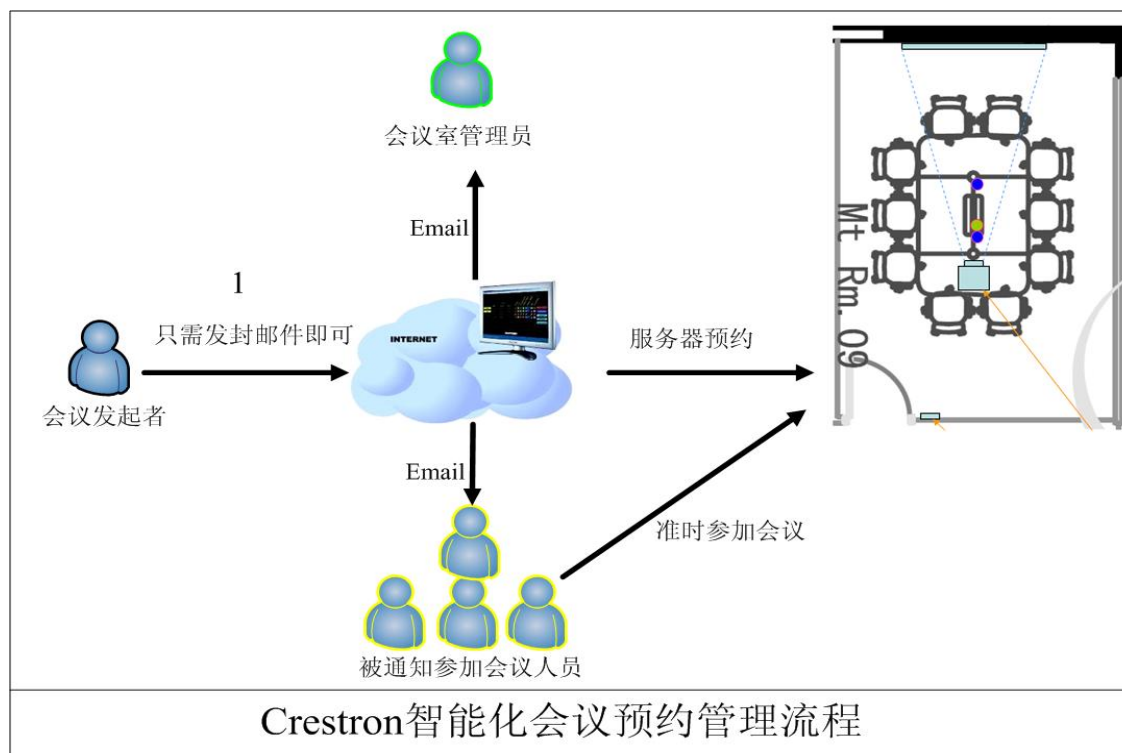 会议室管理员
Email
1
只需发封邮件即可
INTERNET
服务器预约
会议发起者
Mt Rm.09
Email
准时参加会议
被通知参加会议人员
Crestron智能化会议预约管理流程